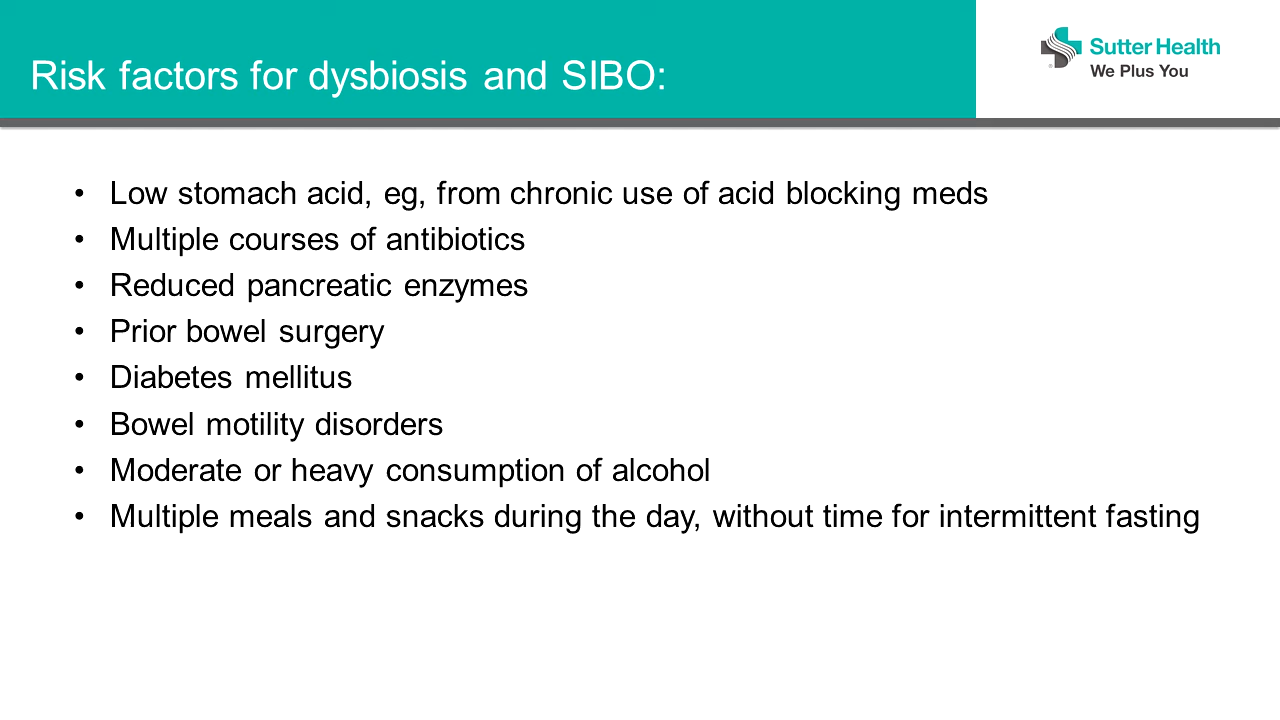 Risk factors for dysbiosis and SIBO:
Sutter Health
We Plus You
• Low stomach acid, eg, from chronic use of acid blocking meds
• Multiple courses of antibiotics
• Reduced pancreatic enzymes
• Prior bowel surgery
• Diabetes mellitus
• Bowel motility disorders
• Moderate or heavy consumption of alcohol
• Multiple meals and snacks during the day, without time for intermittent fasting